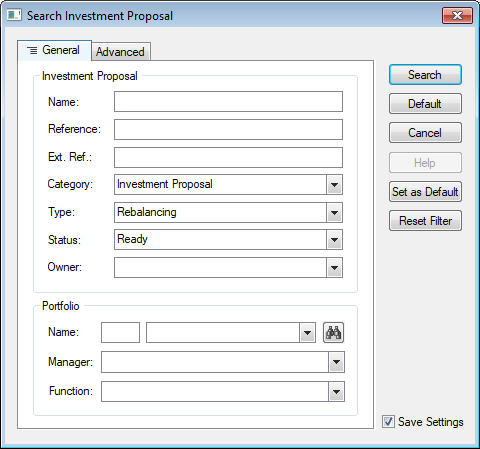 Search Investment Proposal
General
Advanced
Investment Proposal
Name:
Reference:
Ext. Ref.:
Category: Investment Proposal
Type: Rebalancing
Status: Ready
Owner:
Portfolio
Name:
Manager:
Function:
Search
Default
Cancel
Help
Set as Default
Reset Filter
Save Settings